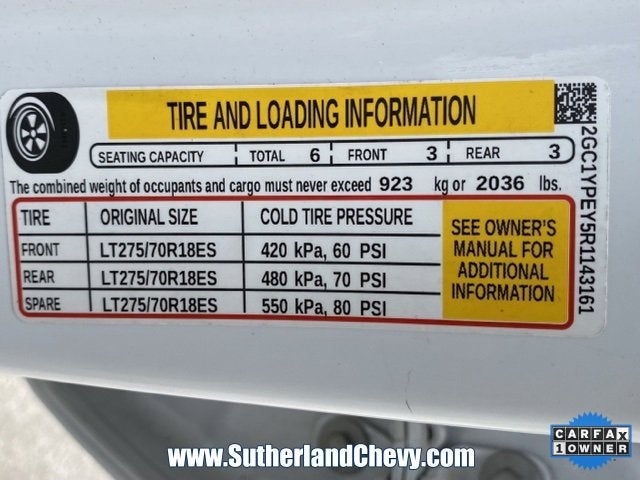 TIRE AND LOADING INFORMATION
SEATING CAPACITY TOTAL 6 FRONT 3 REAR 3
The combined weight of occupants and cargo must never exceed 923 kg or 2036 lbs.
TIRE ORIGINAL SIZE COLD TIRE PRESSURE
FRONT LT275/70R18ES 420 kPa, 60 PSI
REAR LT275/70R18ES 480 kPa, 70 PSI
SPARE LT275/70R18ES 550 kPa, 80 PSI
SEE OWNER'S
MANUAL FOR
ADDITIONAL
INFORMATION
2GC1YPEY5R1143161
www.SutherlandChevy.com
CARFAX
1OWNER